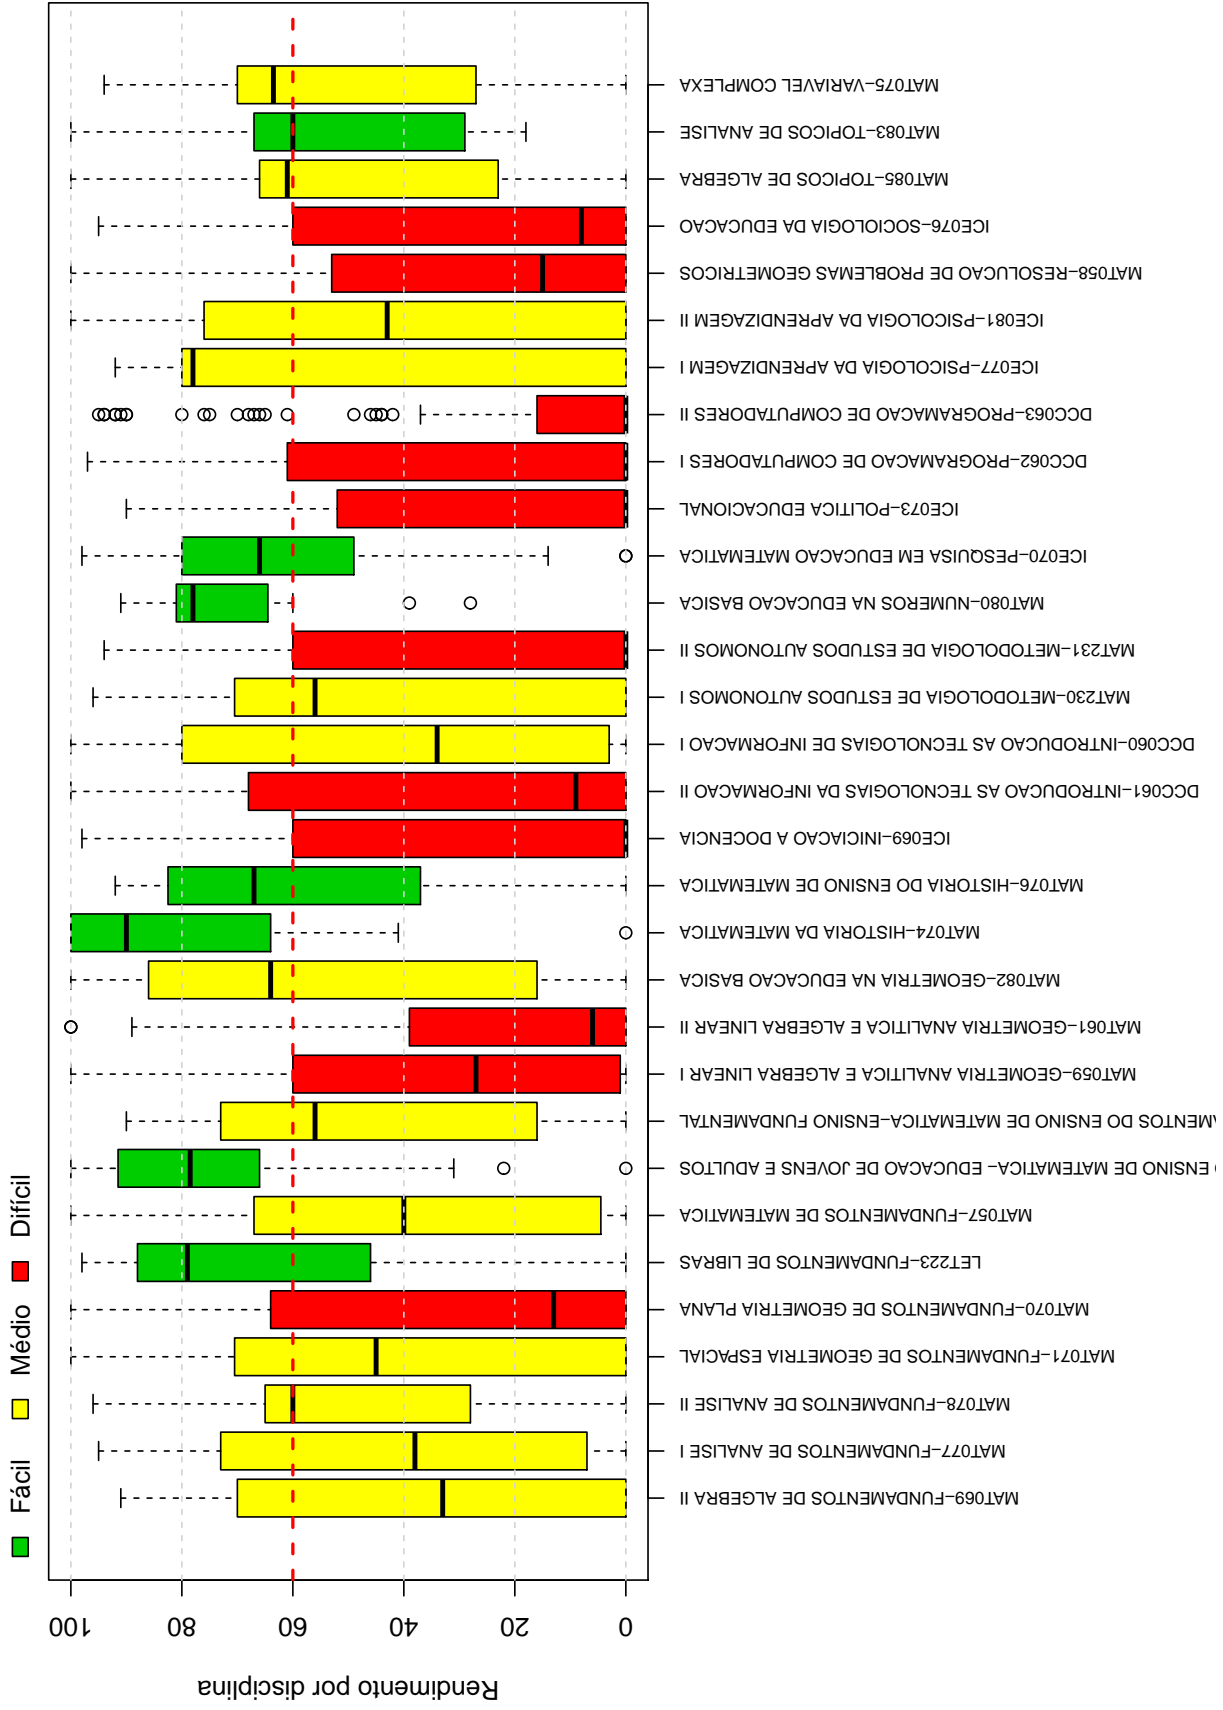 Fácil
Médio
Difícil
Rendimento por disciplina
0
20
40
60
80
100
MAT069−FUNDAMENTOS DE ALGEBRA II
MAT077−FUNDAMENTOS DE ANALISE I
MAT078−FUNDAMENTOS DE ANALISE II
MAT071−FUNDAMENTOS DE GEOMETRIA ESPACIAL
MAT070−FUNDAMENTOS DE GEOMETRIA PLANA
LET223−FUNDAMENTOS DE LIBRAS
MAT057−FUNDAMENTOS DE MATEMATICA
ENSINO DE MATEMATICA− EDUCACAO DE JOVENS E ADULTOS
AMENTOS DO ENSINO DE MATEMATICA−ENSINO FUNDAMENTAL
MAT059−GEOMETRIA ANALITICA E ALGEBRA LINEAR I
MAT061−GEOMETRIA ANALITICA E ALGEBRA LINEAR II
MAT082−GEOMETRIA NA EDUCACAO BASICA
MAT074−HISTORIA DA MATEMATICA
MAT076−HISTORIA DO ENSINO DE MATEMATICA
ICE069−INICIACAO A DOCENCIA
DCC061−INTRODUCAO AS TECNOLOGIAS DA INFORMACAO II
DCC060−INTRODUCAO AS TECNOLOGIAS DE INFORMACAO I
MAT230−METODOLOGIA DE ESTUDOS AUTONOMOS I
MAT231−METODOLOGIA DE ESTUDOS AUTONOMOS II
MAT080−NUMEROS NA EDUCACAO BASICA
ICE070−PESQUISA EM EDUCACAO MATEMATICA
ICE073−POLITICA EDUCACIONAL
DCC062−PROGRAMACAO DE COMPUTADORES I
DCC063−PROGRAMACAO DE COMPUTADORES II
ICE077−PSICOLOGIA DA APRENDIZAGEM I
ICE081−PSICOLOGIA DA APRENDIZAGEM II
MAT058−RESOLUCAO DE PROBLEMAS GEOMETRICOS
ICE076−SOCIOLOGIA DA EDUCACAO
MAT085−TOPICOS DE ALGEBRA
MAT083−TOPICOS DE ANALISE
MAT075−VARIAVEL COMPLEXA